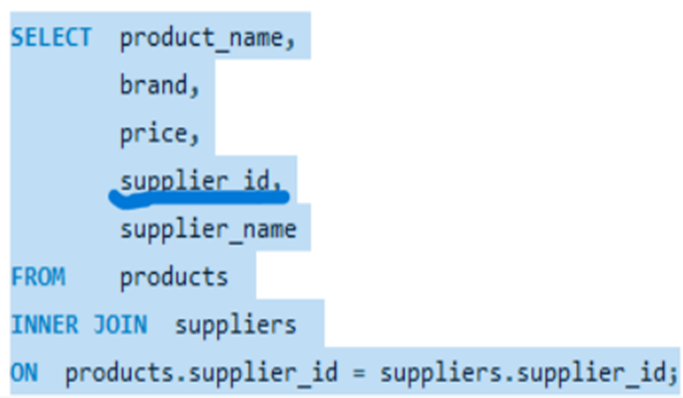 SELECT product_name,
brand,
price,
supplier_id,
supplier_name
FROM products
INNER JOIN suppliers
ON products.supplier_id = suppliers.supplier_id;